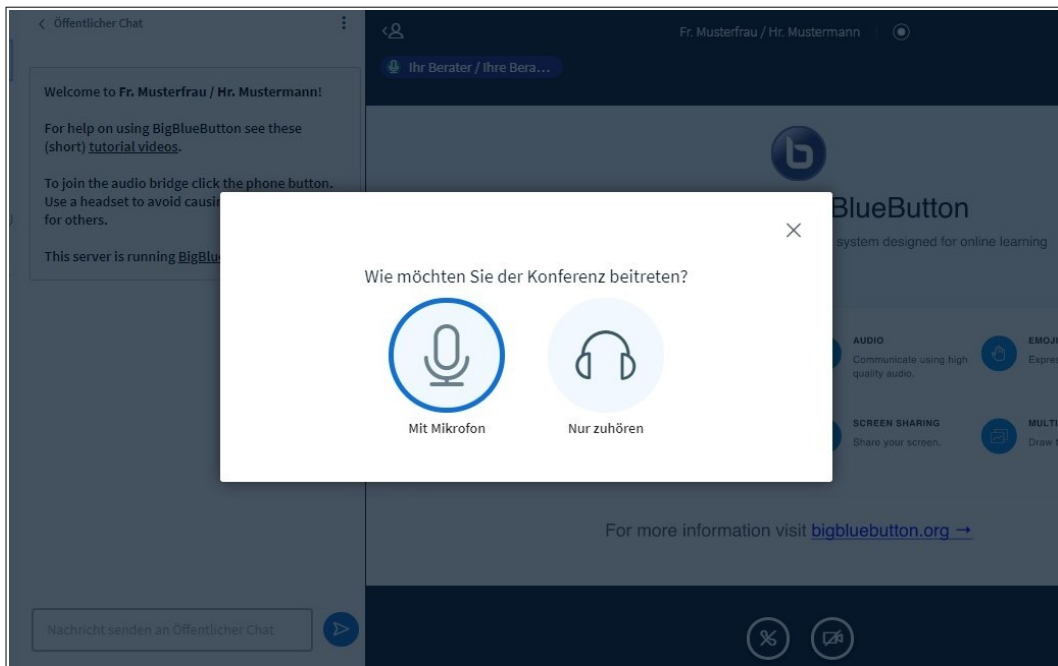 Öffentlicher Chat
Welcome to Fr. Musterfrau / Hr. Mustermann!
For help on using BigBlueButton see these
(short) tutorial videos.
To join the audio bridge click the phone button.
Use a headset to avoid
for others.
This server is running
Nachricht senden an Öffentlicher Chat
Fr. Musterfrau / Hr. Mustermann
Ihr Berater / Ihre Bera...
BlueButton
system designed for online learning
AUDIO
Communicate using high
quality audio.
SCREEN SHARING
Share your screen.
For more information visit bigbluebutton.org →
Wie möchten Sie der Konferenz beitreten?
Mit Mikrofon
Nur zuhören